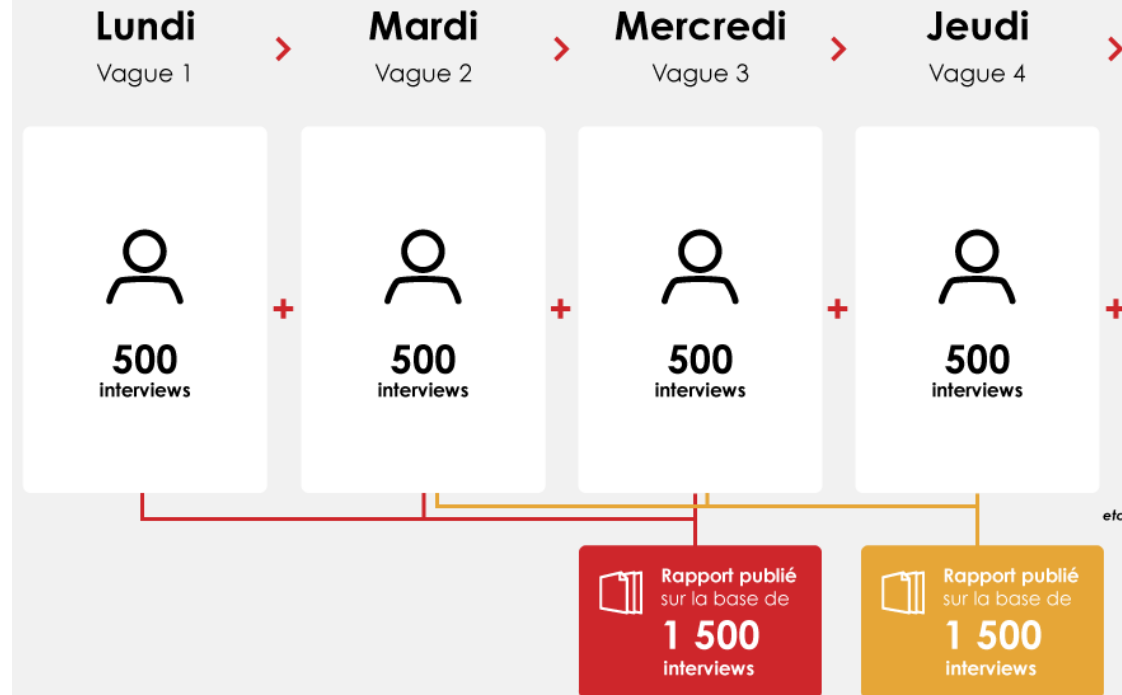 Lundi
Vague 1
>
Mardi
Vague 2
>
Mercredi
Vague 3
>
Jeudi
Vague 4
>
500
interviews
+
500
interviews
+
500
interviews
+
500
interviews
+
etc
Rapport publié
sur la base de
1 500
interviews
Rapport publié
sur la base de
1 500
interviews